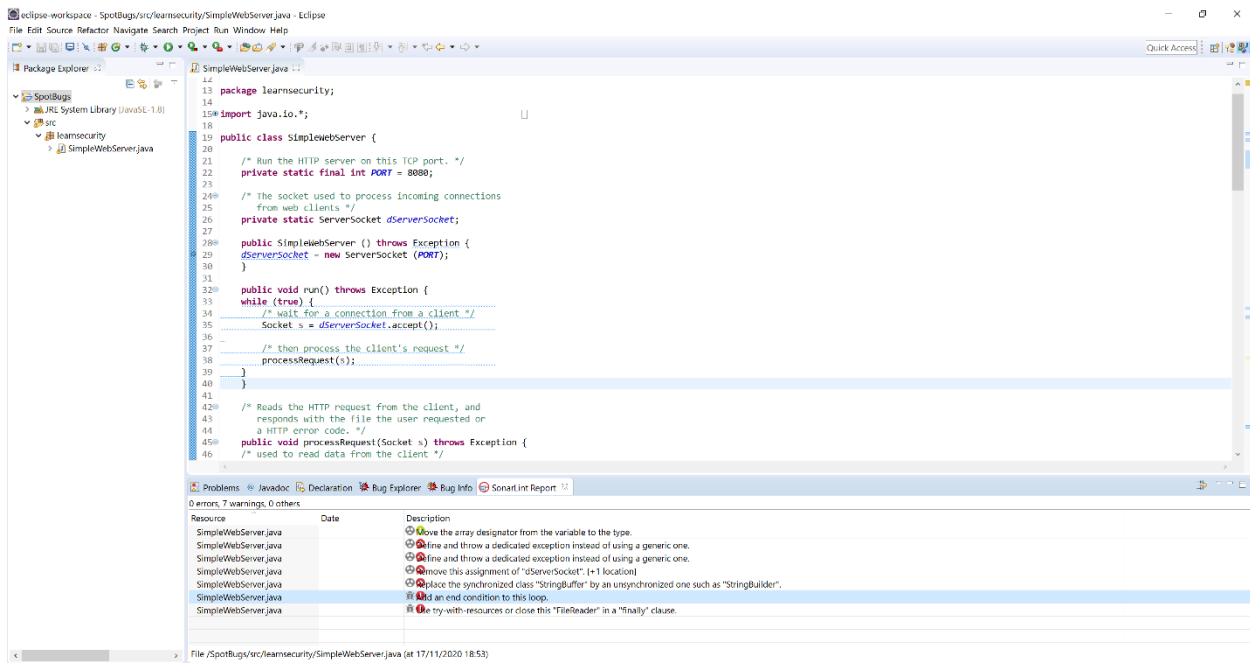 eclipse-workspace - SpotBugs/src/learnsecurity/SimpleWebServer.java - Eclipse
File Edit Source Refactor Navigate Search Project Run Window Help
Quick Access
Package Explorer
SpotBugs
JRE System Library [JavaSE-1.8]
src
learnsecurity
SimpleWebServer.java
SimpleWebServer.java
12
13 package learnsecurity;
14
15 import java.io.*;
18
19 public class SimpleWebServer {
20
21 /* Run the HTTP server on this TCP port. */
22 private static final int PORT = 8080;
23
24 /* The socket used to process incoming connections
25 from web clients */
26 private static ServerSocket dServerSocket;
27
28 public SimpleWebServer () throws Exception {
29 dServerSocket = new ServerSocket (PORT);
30 }
31
32 public void run() throws Exception {
33 while (true) {
34 /* wait for a connection from a client */
35 Socket s = dServerSocket.accept();
36
37 /* then process the client's request */
38 processRequest(s);
39 }
40 }
41
42 /* Reads the HTTP request from the client, and
43 responds with the file the user requested or
44 a HTTP error code. */
45 public void processRequest(Socket s) throws Exception {
46 /* used to read data from the client */
Problems Javadoc Declaration Bug Explorer Bug Info SonarLint Report
0 errors, 7 warnings, 0 others
Resource Date Description
SimpleWebServer.java Move the array designator from the variable to the type.
SimpleWebServer.java Define and throw a dedicated exception instead of using a generic one.
SimpleWebServer.java Define and throw a dedicated exception instead of using a generic one.
SimpleWebServer.java Remove this assignment of "dServerSocket". [+1 location]
SimpleWebServer.java Replace the synchronized class "StringBuffer" by an unsynchronized one such as "StringBuilder".
SimpleWebServer.java Add an end condition to this loop.
SimpleWebServer.java Use try-with-resources or close this "FileReader" in a "finally" clause.
File /SpotBugs/src/learnsecurity/SimpleWebServer.java (at 17/11/2020 18:53)